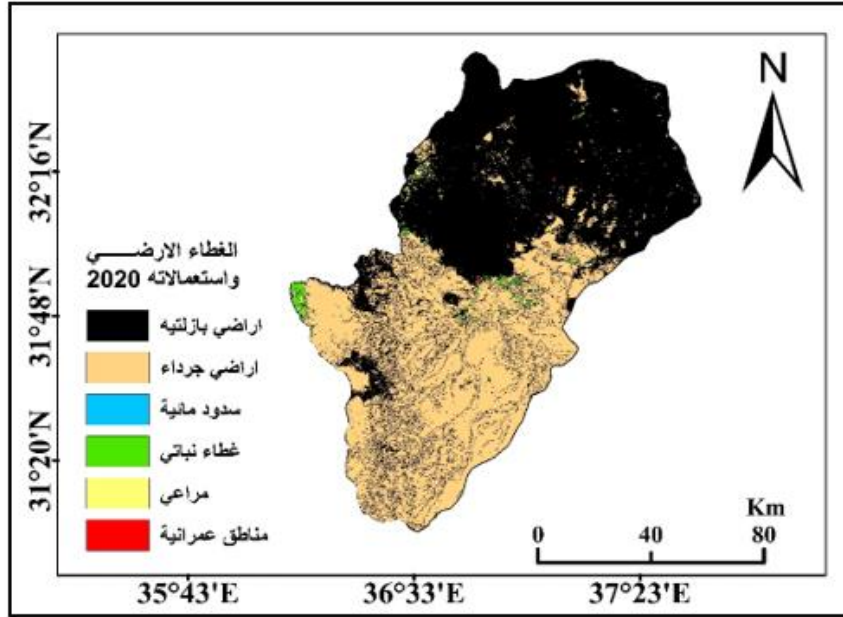 N
32°16'N
31°48'N
31°20'N
الغطاء الارضــــــي
واستعمالاته 2020
اراضي بازلتيه
اراضي جرداء
سدود مائية
غطاء نباتي
مراعي
مناطق عمرانية
Km
0 40 80
35°43'E 36°33'E 37°23'E